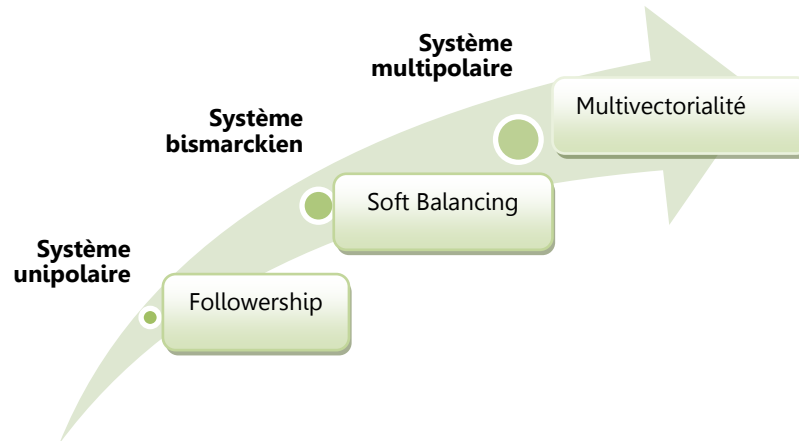 Système
multipolaire
Multivectorialité
Système
bismarckien
Soft Balancing
Système
unipolaire
Followership